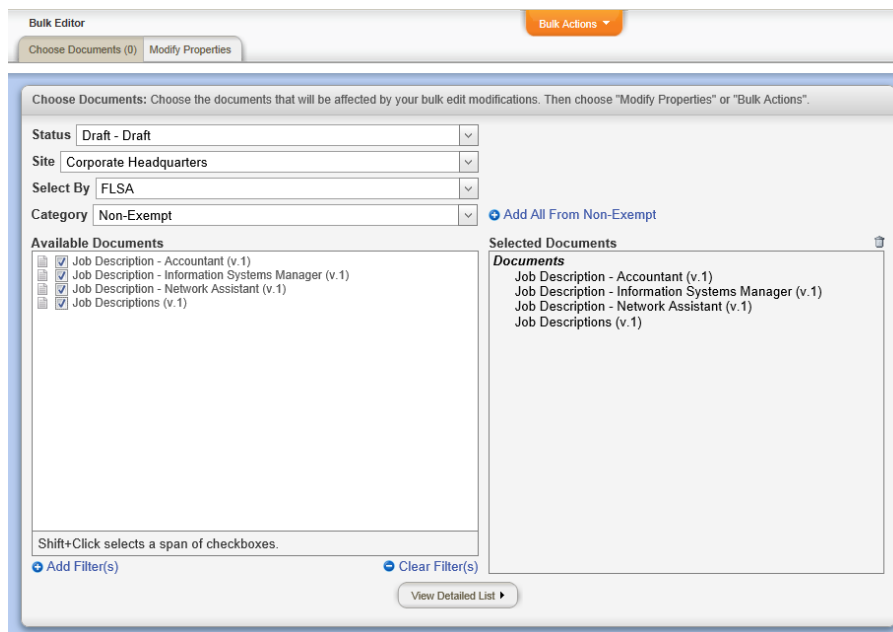 Bulk Editor
Bulk Actions
Choose Documents (0) Modify Properties
Choose Documents: Choose the documents that will be affected by your bulk edit modifications. Then choose "Modify Properties" or "Bulk Actions".
Status Draft - Draft
Site Corporate Headquarters
Select By FLSA
Category Non-Exempt
Add All From Non-Exempt
Available Documents
Job Description - Accountant (v.1)
Job Description - Information Systems Manager (v.1)
Job Description - Network Assistant (v.1)
Job Descriptions (v.1)
Shift+Click selects a span of checkboxes.
Add Filter(s) Clear Filter(s)
Selected Documents
Documents
Job Description - Accountant (v.1)
Job Description - Information Systems Manager (v.1)
Job Description - Network Assistant (v.1)
Job Descriptions (v.1)
View Detailed List